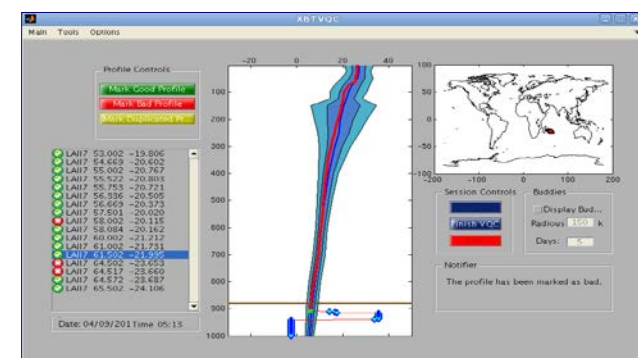 XBTVQC
Main Tools Options
Profile Controls
Mark Good Profile
Mark Bad Profile
Mark Duplicated Pr...
LAII7 53.002 -19.806
LAII7 54.669 -20.602
LAII7 55.002 -20.767
LAII7 55.522 -20.803
LAII7 55.753 -20.721
LAII7 56.336 -20.505
LAII7 56.669 -20.373
LAII7 57.501 -20.020
LAII7 58.002 -20.115
LAII7 58.084 -20.162
LAII7 60.002 -21.212
LAII7 61.002 -21.731
LAII7 61.502 -21.995
LAII7 64.502 -23.653
LAII7 64.517 -23.660
LAII7 64.572 -23.687
LAII7 65.502 -24.106
Date: 04/09/201 Time 05:13
-20 0 20 40
100
200
300
400
500
600
700
800
900
1000
100
50
0
-50
-100
-200 -100 0 100 200
Session Controls
Finish VQC
Buddies
Display Bud...
Radious 150 k
Days: 5
Notifier
The profile has been marked as bad.